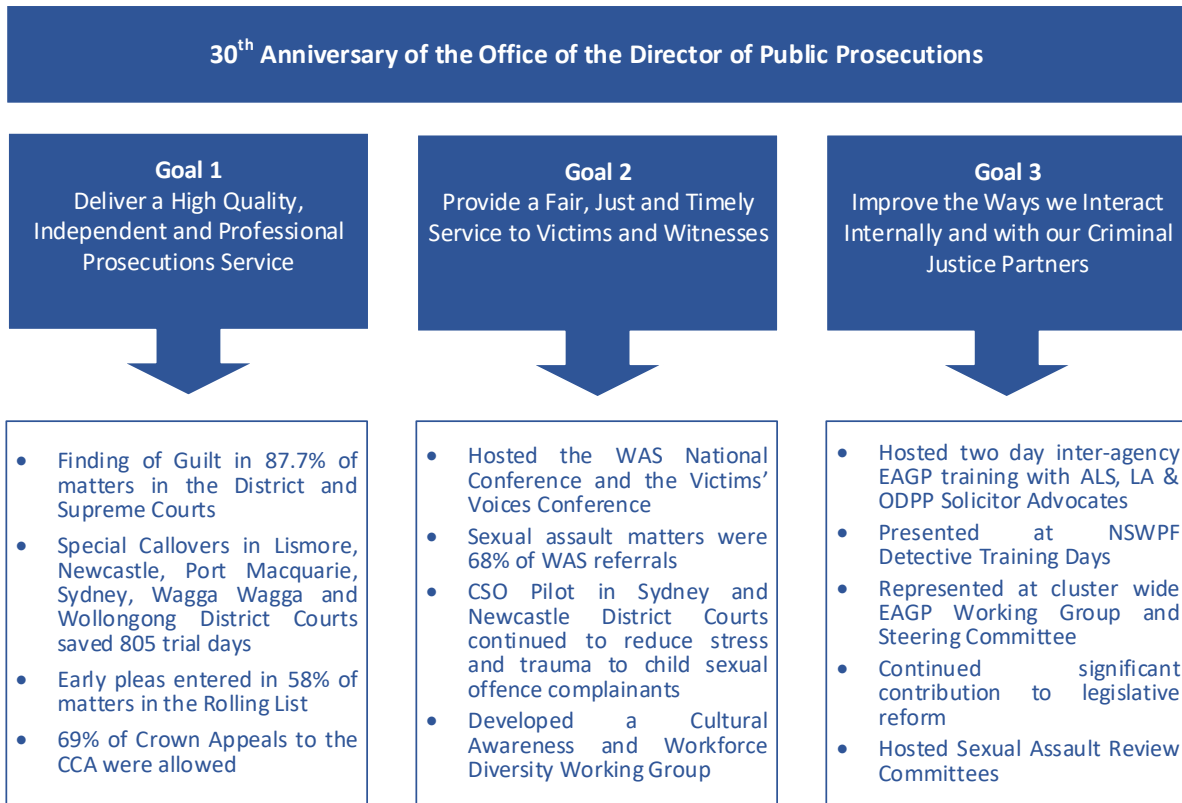 30th Anniversary of the Office of the Director of Public Prosecutions
Goal 1
Deliver a High Quality,
Independent and Professional
Prosecutions Service
Goal 2
Provide a Fair, Just and Timely
Service to Victims and Witnesses
Goal 3
Improve the Ways we Interact
Internally and with our Criminal
Justice Partners
• Finding of Guilt in 87.7% of
matters in the District and
Supreme Courts
• Special Callovers in Lismore,
Newcastle, Port Macquarie,
Sydney, Wagga Wagga and
Wollongong District Courts
saved 805 trial days
• Early pleas entered in 58% of
matters in the Rolling List
• 69% of Crown Appeals to the
CCA were allowed
• Hosted the WAS National
Conference and the Victims’
Voices Conference
• Sexual assault matters were
68% of WAS referrals
• CSO Pilot in Sydney and
Newcastle District Courts
continued to reduce stress
and trauma to child sexual
offence complainants
• Developed a Cultural
Awareness and Workforce
Diversity Working Group
• Hosted two day inter-agency
EAGP training with ALS, LA &
ODPP Solicitor Advocates
• Presented at NSWPF
Detective Training Days
• Represented at cluster wide
EAGP Working Group and
Steering Committee
• Continued significant
contribution to legislative
reform
• Hosted Sexual Assault Review
Committees